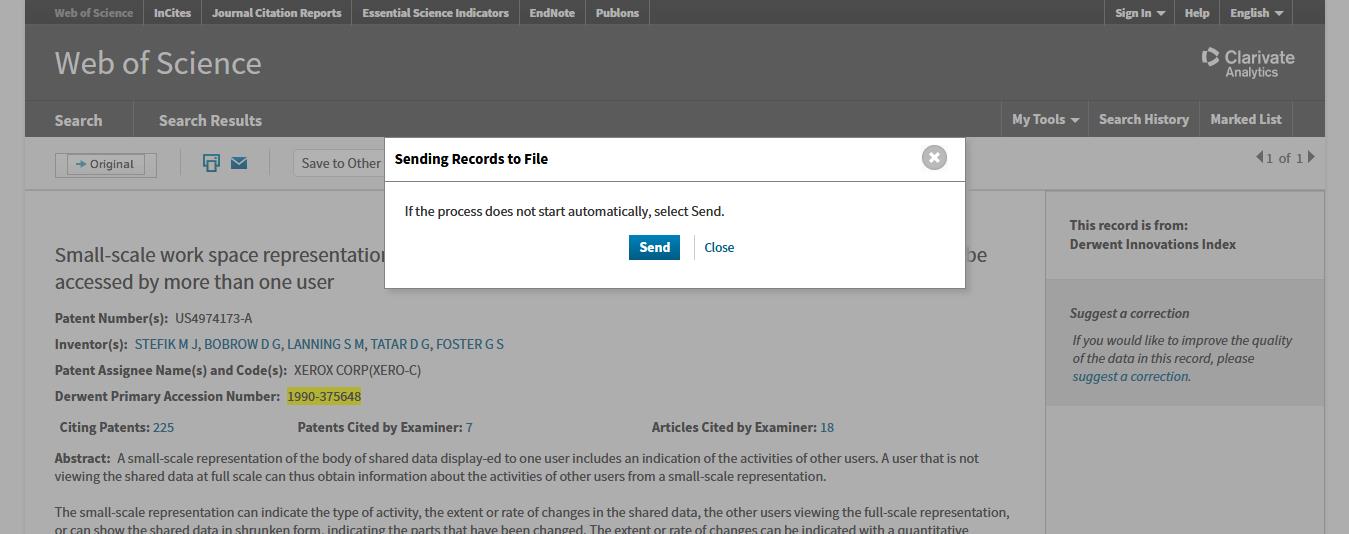 Web of Science InCites Journal Citation Reports Essential Science Indicators EndNote Publons Sign In Help English
Web of Science
Clarivate
Analytics
Search Search Results My Tools Search History Marked List
Original Save to Other 1 of 1
Sending Records to File
If the process does not start automatically, select Send.
Send Close
Small-scale work space representation be
accessed by more than one user
Patent Number(s): US4974173-A
Inventor(s): STEFIK M J, BOBROW D G, LANNING S M, TATAR D G, FOSTER G S
Patent Assignee Name(s) and Code(s): XEROX CORP(XERO-C)
Derwent Primary Accession Number: 1990-375648
Citing Patents: 225 Patents Cited by Examiner: 7 Articles Cited by Examiner: 18
Abstract: A small-scale representation of the body of shared data display-ed to one user includes an indication of the activities of other users. A user that is not
viewing the shared data at full scale can thus obtain information about the activities of other users from a small-scale representation.
The small-scale representation can indicate the type of activity, the extent or rate of changes in the shared data, the other users viewing the full-scale representation,
or can show the shared data in shrunken form, indicating the parts that have been changed. The extent or rate of changes can be indicated with a quantitative
This record is from:
Derwent Innovations Index
Suggest a correction
If you would like to improve the quality
of the data in this record, please
suggest a correction.